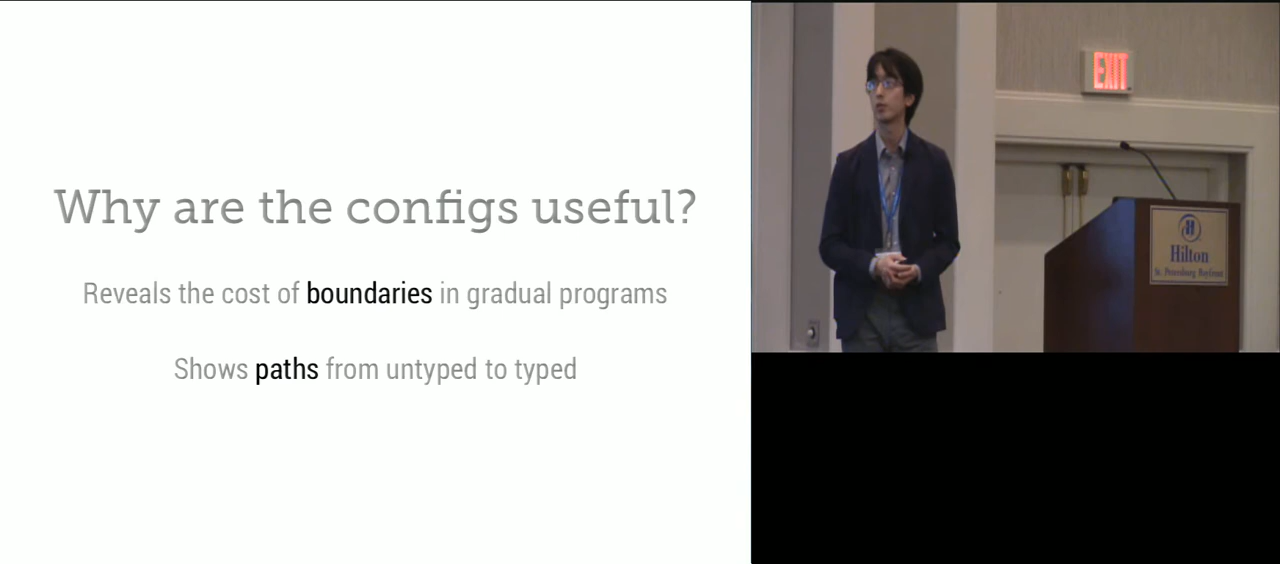 Why are the configs useful?
Reveals the cost of boundaries in gradual programs
Shows paths from untyped to typed
EXIT
Hilton
St. Petersburg Bayfront